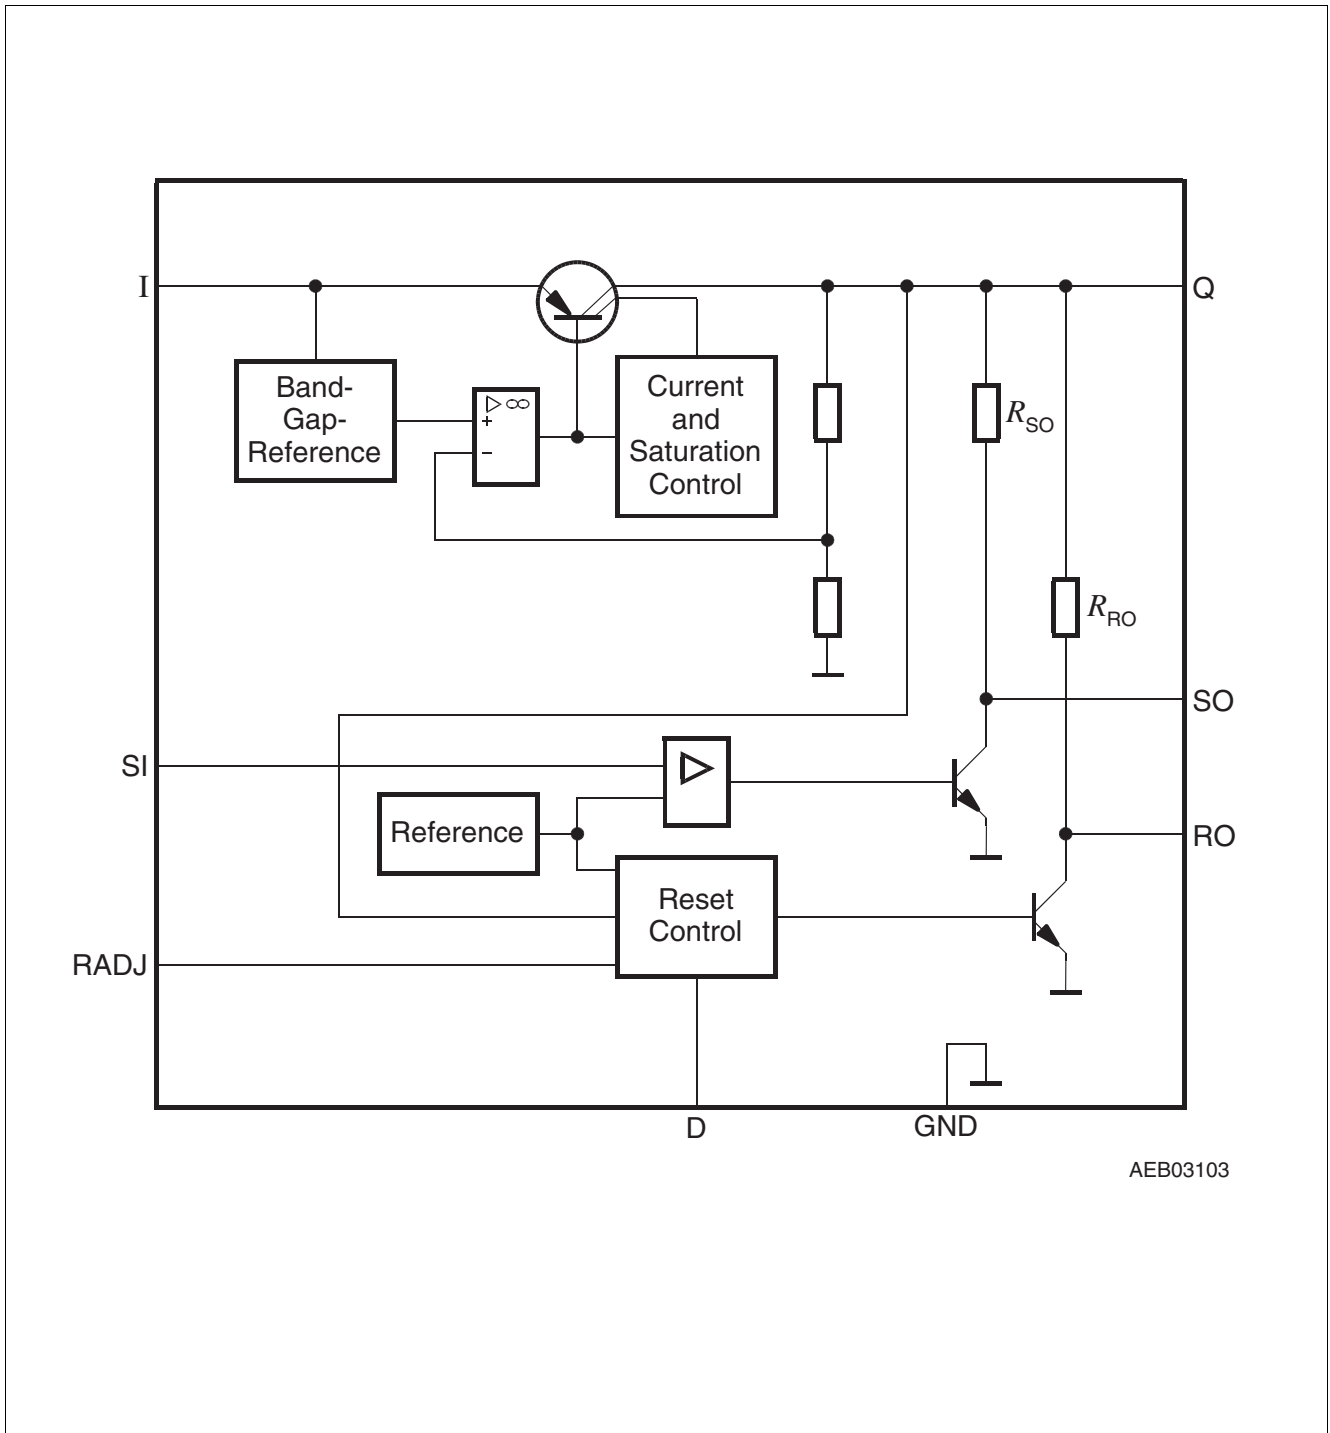 I
Q
Band-
Gap-
Reference
▷ ∞
+
−
Current
and
Saturation
Control
RSO
RRO
SO
SI
Reference
RO
Reset
Control
RADJ
D
GND
AEB03103